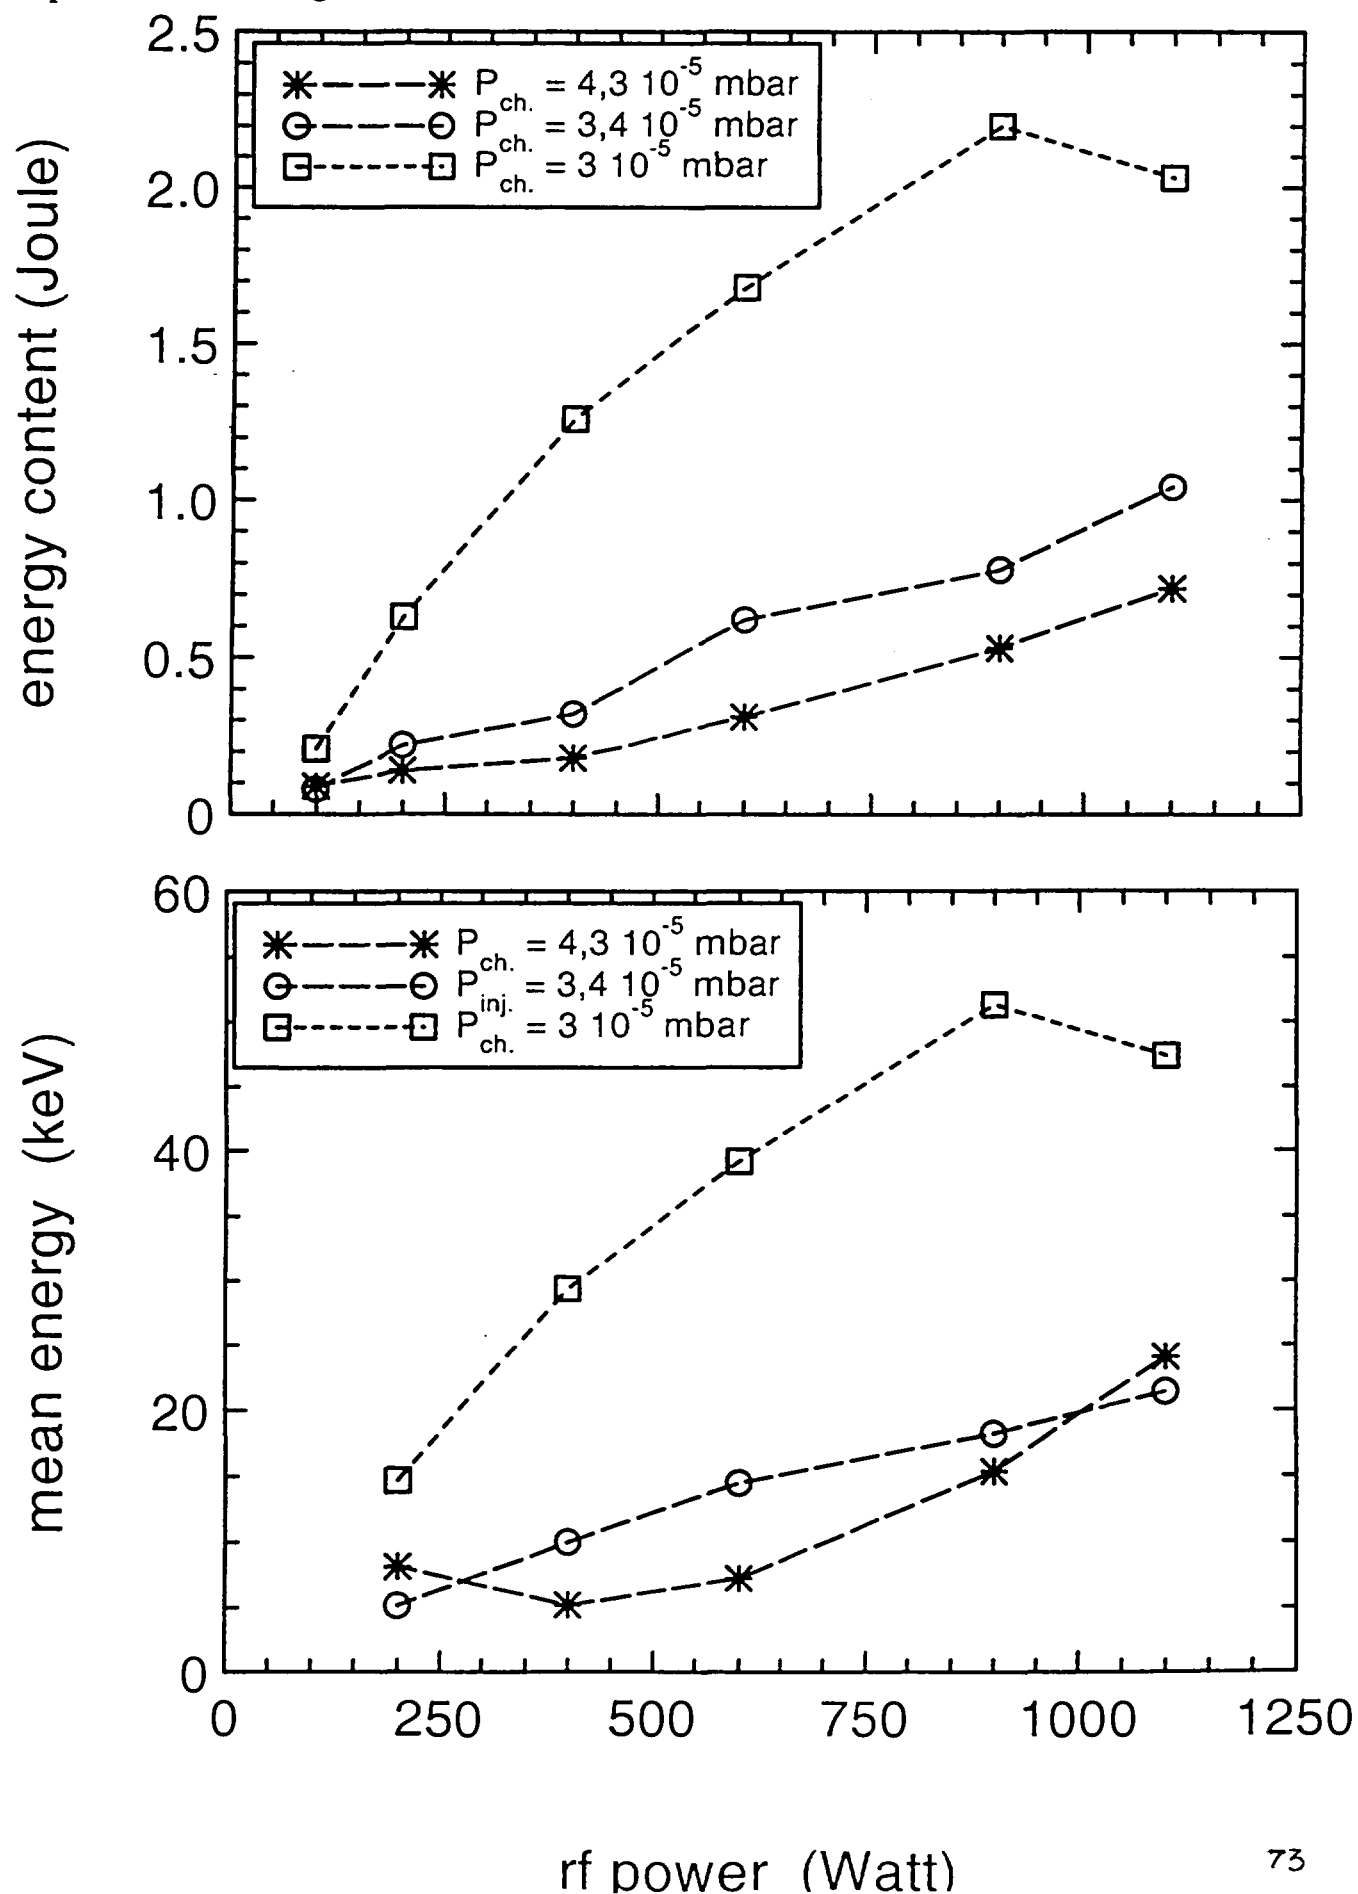 2.5
P_ch. = 4,3 10^-5 mbar
P_ch. = 3,4 10^-5 mbar
P_ch. = 3 10^-5 mbar
2.0
1.5
1.0
0.5
0
energy content (Joule)
60
P_ch. = 4,3 10^-5 mbar
P_inj. = 3,4 10^-5 mbar
P_ch. = 3 10^-5 mbar
40
20
0
mean energy (keV)
0 250 500 750 1000 1250
rf power (Watt)
73